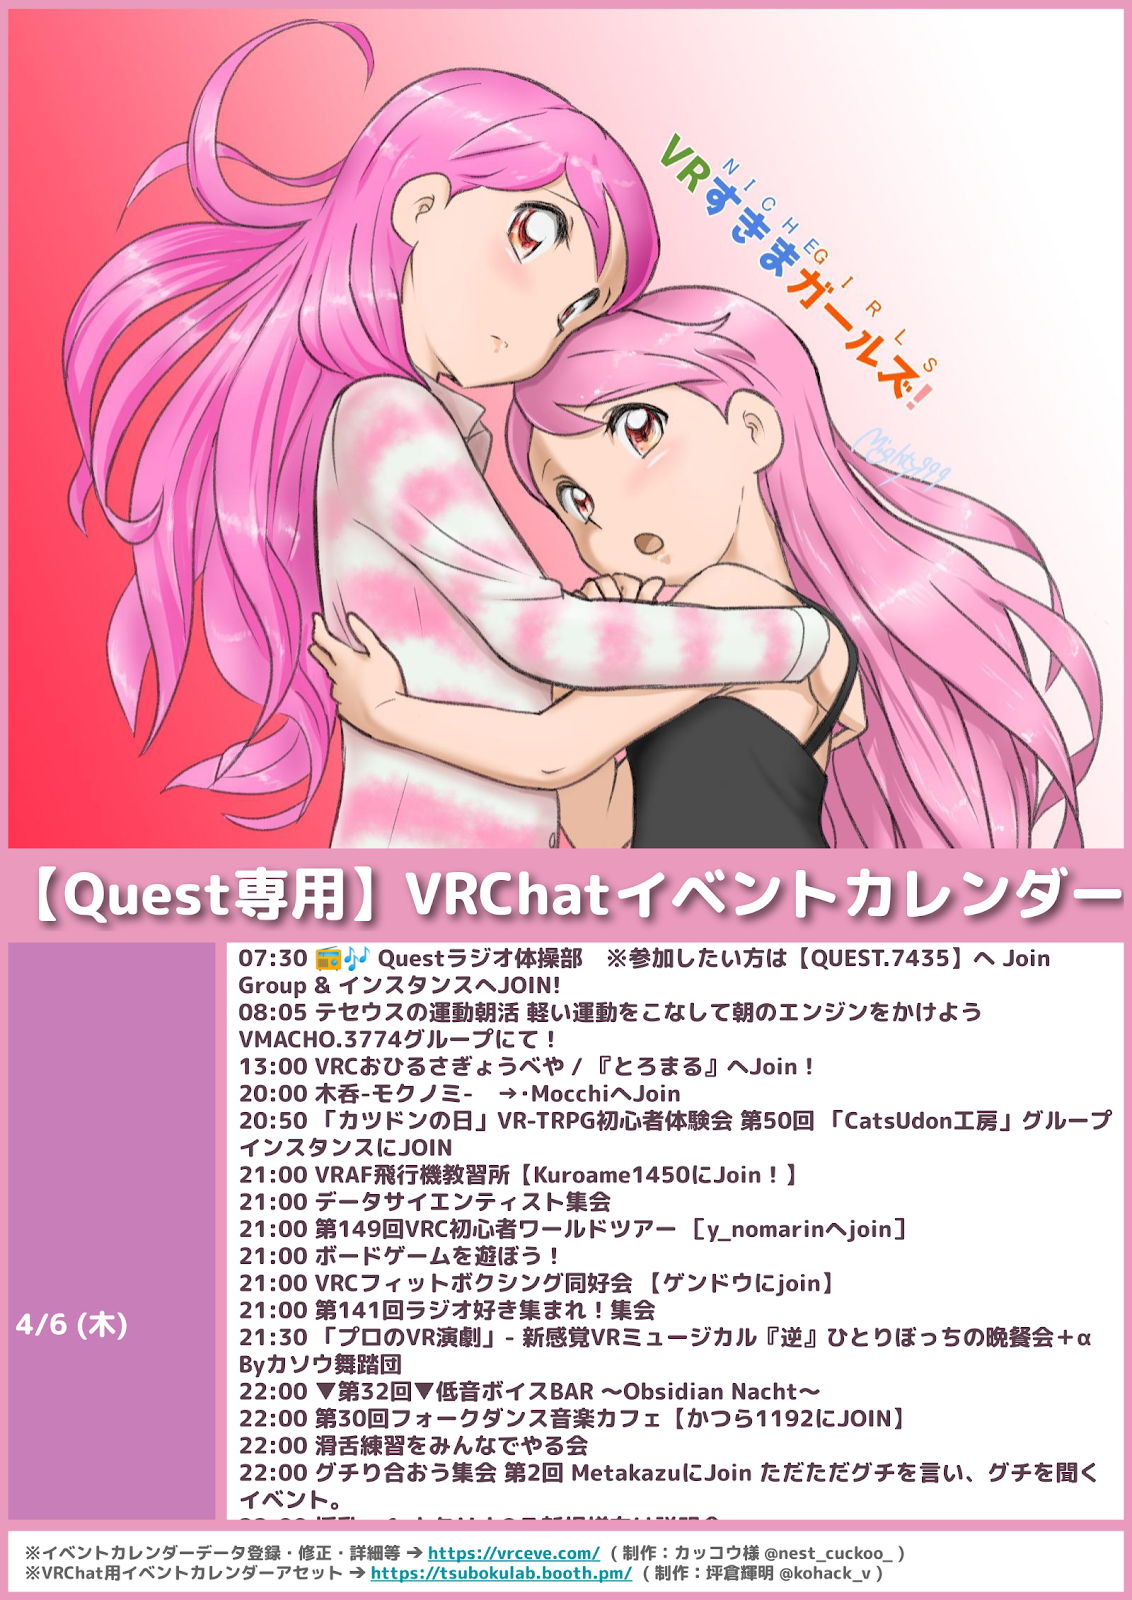 VRすきまガールズ!
NICHE GIRLS
Mighty999
【Quest専用】VRChatイベントカレンダー
4/6 (木)
07:30 📻🎶 Questラジオ体操部　※参加したい方は【QUEST.7435】へ Join
Group & インスタンスへJOIN!
08:05 テセウスの運動朝活 軽い運動をこなして朝のエンジンをかけよう
VMACHO.3774グループにて！
13:00 VRCおひるさぎょうべや / 『とろまる』へJoin！
20:00 木呑-モクノミ-　→･MocchiへJoin
20:50 「カツドンの日」VR-TRPG初心者体験会 第50回 「CatsUdon工房」グループ
インスタンスにJOIN
21:00 VRAF飛行機教習所【Kuroame1450にJoin！】
21:00 データサイエンティスト集会
21:00 第149回VRC初心者ワールドツアー ［y_nomarinへjoin］
21:00 ボードゲームを遊ぼう！
21:00 VRCフィットボクシング同好会 【ゲンドウにjoin】
21:00 第141回ラジオ好き集まれ！集会
21:30 「プロのVR演劇」- 新感覚VRミュージカル『逆』ひとりぼっちの晩餐会＋α
Byカソウ舞踏団
22:00 ▼第32回▼低音ボイスBAR ～Obsidian Nacht～
22:00 第30回フォークダンス音楽カフェ【かつら1192にJOIN】
22:00 滑舌練習をみんなでやる会
22:00 グチり合おう集会 第2回 MetakazuにJoin ただただグチを言い、グチを聞く
イベント。
※イベントカレンダーデータ登録・修正・詳細等 ➔ https://vrceve.com/ ( 制作：カッコウ様 @nest_cuckoo_ )
※VRChat用イベントカレンダーアセット ➔ https://tsubokulab.booth.pm/ ( 制作：坪倉輝明 @kohack_v )